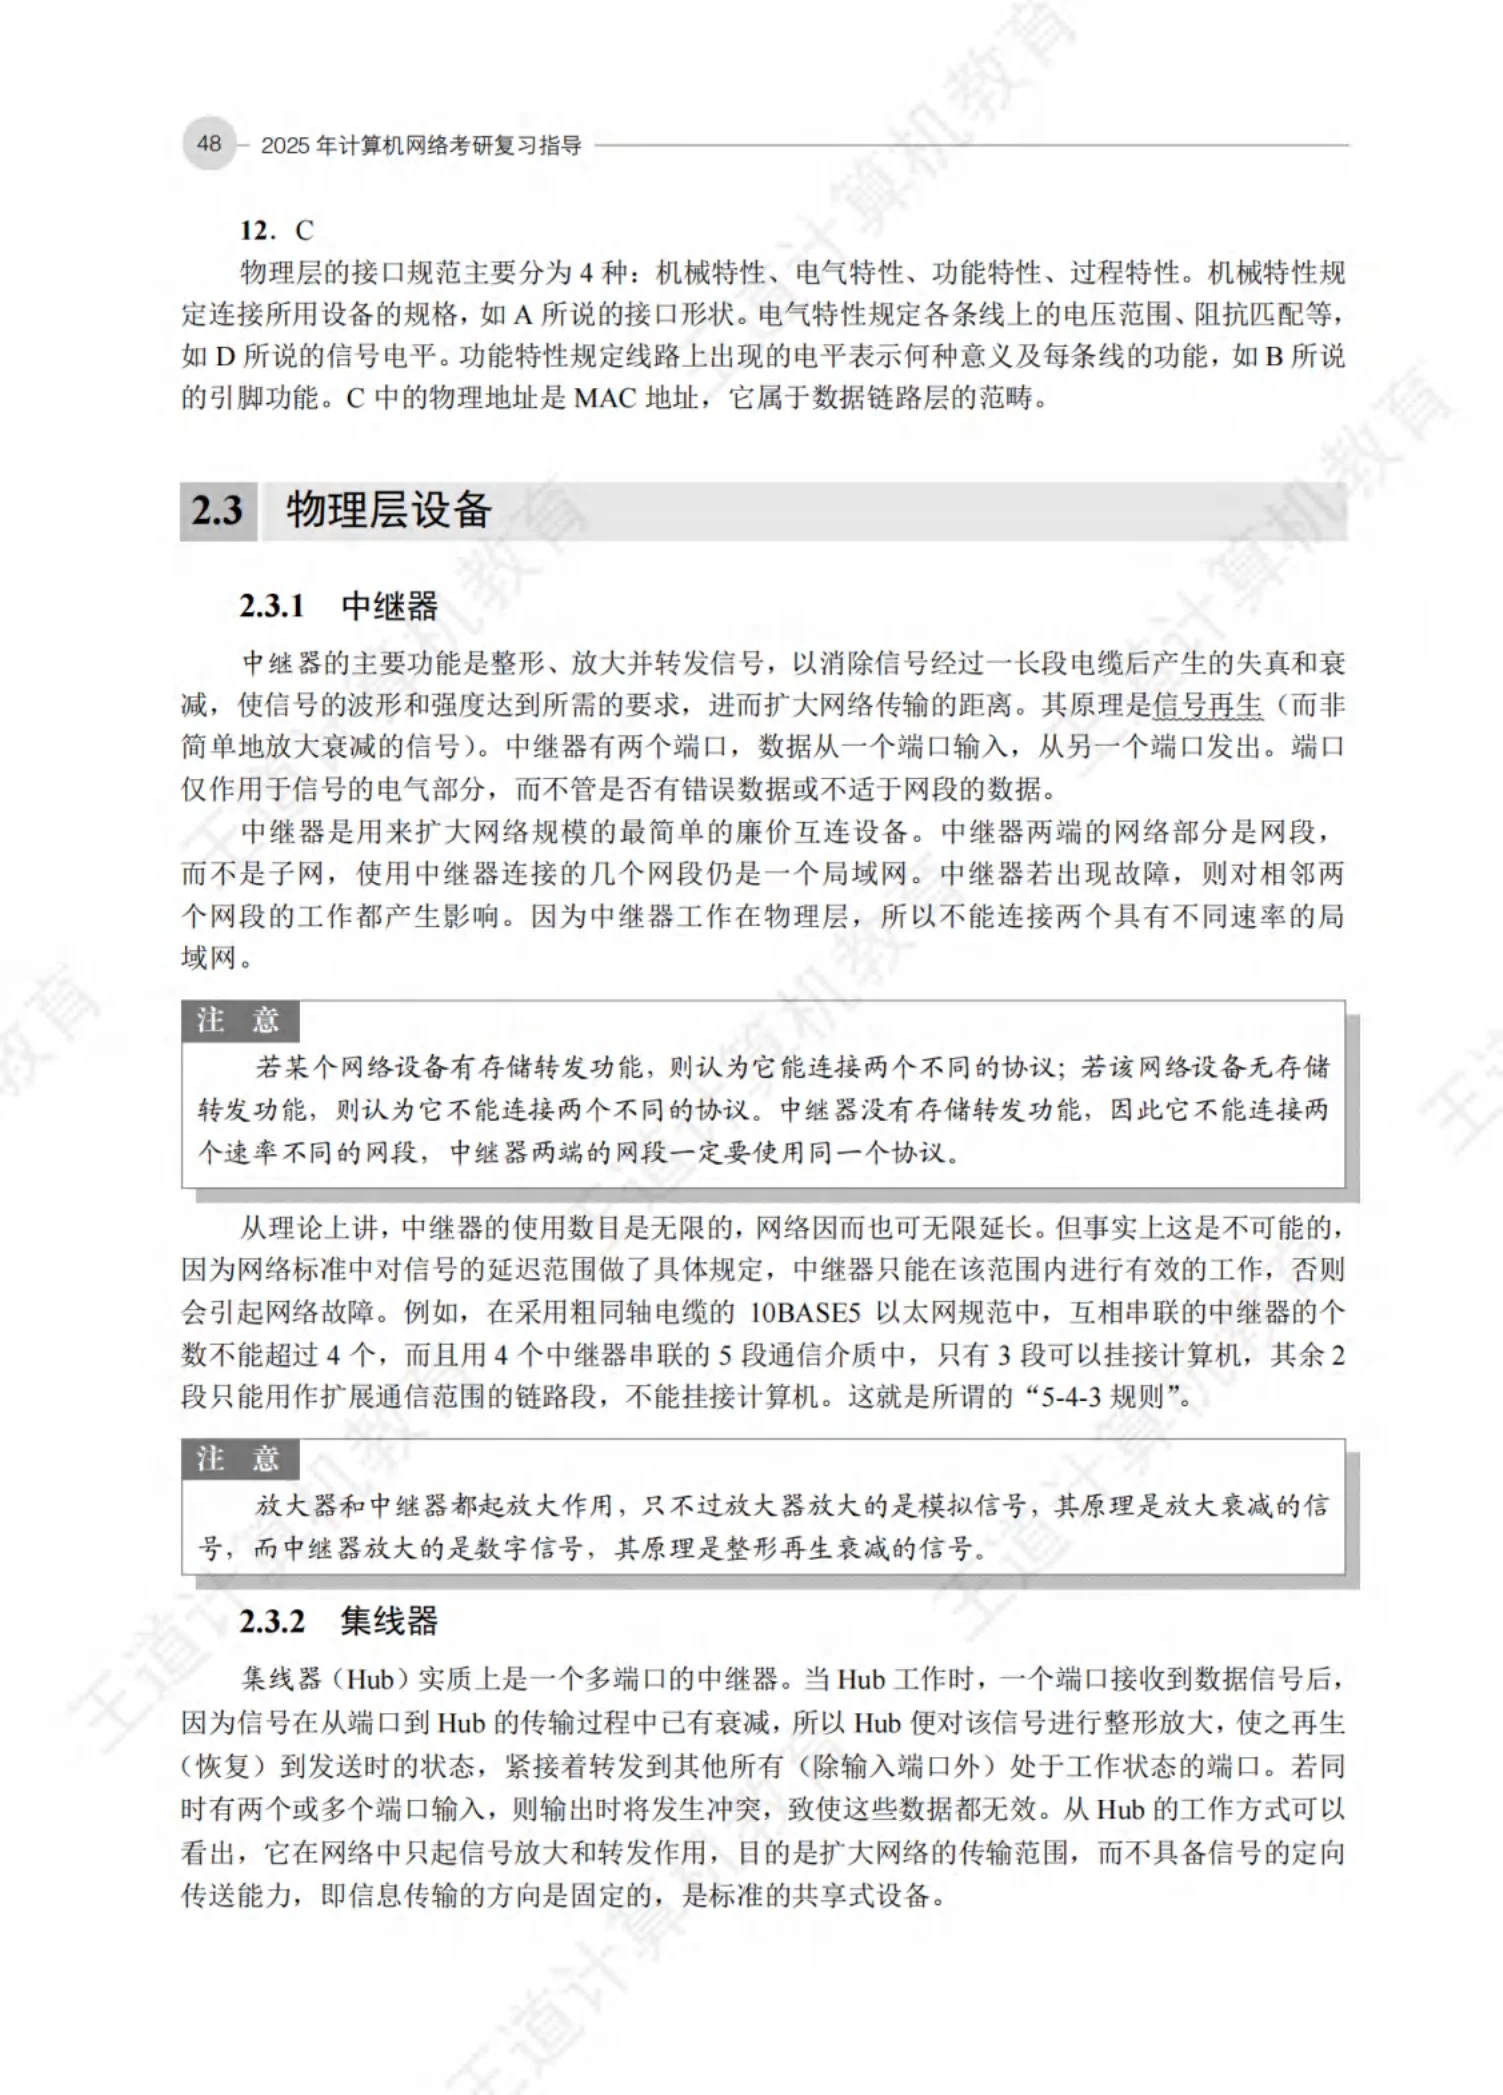 48 2025 年计算机网络考研复习指导
12. C
物理层的接口规范主要分为 4 种：机械特性、电气特性、功能特性、过程特性。机械特性规
定连接所用设备的规格，如 A 所说的接口形状。电气特性规定各条线上的电压范围、阻抗匹配等，
如 D 所说的信号电平。功能特性规定线路上出现的电平表示何种意义及每条线的功能，如 B 所说
的引脚功能。C 中的物理地址是 MAC 地址，它属于数据链路层的范畴。
2.3 物理层设备
2.3.1 中继器
中继器的主要功能是整形、放大并转发信号，以消除信号经过一长段电缆后产生的失真和衰
减，使信号的波形和强度达到所需的要求，进而扩大网络传输的距离。其原理是信号再生（而非
简单地放大衰减的信号）。中继器有两个端口，数据从一个端口输入，从另一个端口发出。端口
仅作用于信号的电气部分，而不管是否有错误数据或不适于网段的数据。
中继器是用来扩大网络规模的最简单的廉价互连设备。中继器两端的网络部分是网段，
而不是子网，使用中继器连接的几个网段仍是一个局域网。中继器若出现故障，则对相邻两
个网段的工作都产生影响。因为中继器工作在物理层，所以不能连接两个具有不同速率的局
域网。
注 意
若某个网络设备有存储转发功能，则认为它能连接两个不同的协议；若该网络设备无存储
转发功能，则认为它不能连接两个不同的协议。中继器没有存储转发功能，因此它不能连接两
个速率不同的网段，中继器两端的网段一定要使用同一个协议。
从理论上讲，中继器的使用数目是无限的，网络因而也可无限延长。但事实上这是不可能的，
因为网络标准中对信号的延迟范围做了具体规定，中继器只能在该范围内进行有效的工作，否则
会引起网络故障。例如，在采用粗同轴电缆的 10BASE5 以太网规范中，互相串联的中继器的个
数不能超过 4 个，而且用 4 个中继器串联的 5 段通信介质中，只有 3 段可以挂接计算机，其余 2
段只能用作扩展通信范围的链路段，不能挂接计算机。这就是所谓的“5-4-3 规则”。
注 意
放大器和中继器都起放大作用，只不过放大器放大的是模拟信号，其原理是放大衰减的信
号，而中继器放大的是数字信号，其原理是整形再生衰减的信号。
2.3.2 集线器
集线器（Hub）实质上是一个多端口的中继器。当 Hub 工作时，一个端口接收到数据信号后，
因为信号在从端口到 Hub 的传输过程中已有衰减，所以 Hub 便对该信号进行整形放大，使之再生
（恢复）到发送时的状态，紧接着转发到其他所有（除输入端口外）处于工作状态的端口。若同
时有两个或多个端口输入，则输出时将发生冲突，致使这些数据都无效。从 Hub 的工作方式可以
看出，它在网络中只起信号放大和转发作用，目的是扩大网络的传输范围，而不具备信号的定向
传送能力，即信息传输的方向是固定的，是标准的共享式设备。
王道计算机教育
王道计算机教育
王道计算机教育
王道计算机教育
王道计算机教育
王道计算机教育
王道计算机教育
教育